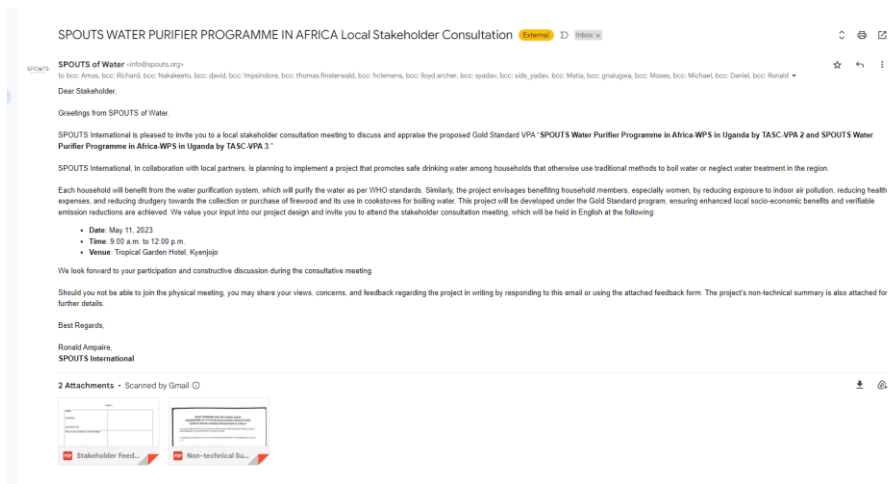 SPOUTS WATER PURIFIER PROGRAMME IN AFRICA Local Stakeholder Consultation External Inbox x
SPOUTS
SPOUTS of Water <info@spouts.org>
to bcc: Amos, bcc: Richard, bcc: Nakakeeto, bcc: david, bcc: Impsindore, bcc: thomas.finsterwald, bcc: hclemens, bcc: lloyd.archer, bcc: syadav, bcc: sids_yadav, bcc: Matia, bcc: gnalugwa, bcc: Moses, bcc: Michael, bcc: Daniel, bcc: Ronald
Dear Stakeholder,
Greetings from SPOUTS of Water.
SPOUTS International is pleased to invite you to a local stakeholder consultation meeting to discuss and appraise the proposed Gold Standard VPA "SPOUTS Water Purifier Programme in Africa-WPS in Uganda by TASC-VPA 2 and SPOUTS Water
Purifier Programme in Africa-WPS in Uganda by TASC-VPA 3."
SPOUTS International, in collaboration with local partners, is planning to implement a project that promotes safe drinking water among households that otherwise use traditional methods to boil water or neglect water treatment in the region.
Each household will benefit from the water purification system, which will purify the water as per WHO standards. Similarly, the project envisages benefiting household members, especially women, by reducing exposure to indoor air pollution, reducing health
expenses, and reducing drudgery towards the collection or purchase of firewood and its use in cookstoves for boiling water. This project will be developed under the Gold Standard program, ensuring enhanced local socio-economic benefits and verifiable
emission reductions are achieved. We value your input into our project design and invite you to attend the stakeholder consultation meeting, which will be held in English at the following:
• Date: May 11, 2023
• Time: 9:00 a.m. to 12:00 p.m.
• Venue: Tropical Garden Hotel, Kyenjojo
We look forward to your participation and constructive discussion during the consultative meeting.
Should you not be able to join the physical meeting, you may share your views, concerns, and feedback regarding the project in writing by responding to this email or using the attached feedback form. The project's non-technical summary is also attached for
further details.
Best Regards,
Ronald Ampaire,
SPOUTS International
2 Attachments • Scanned by Gmail
PDF Stakeholder Feed...
PDF Non-technical Su...